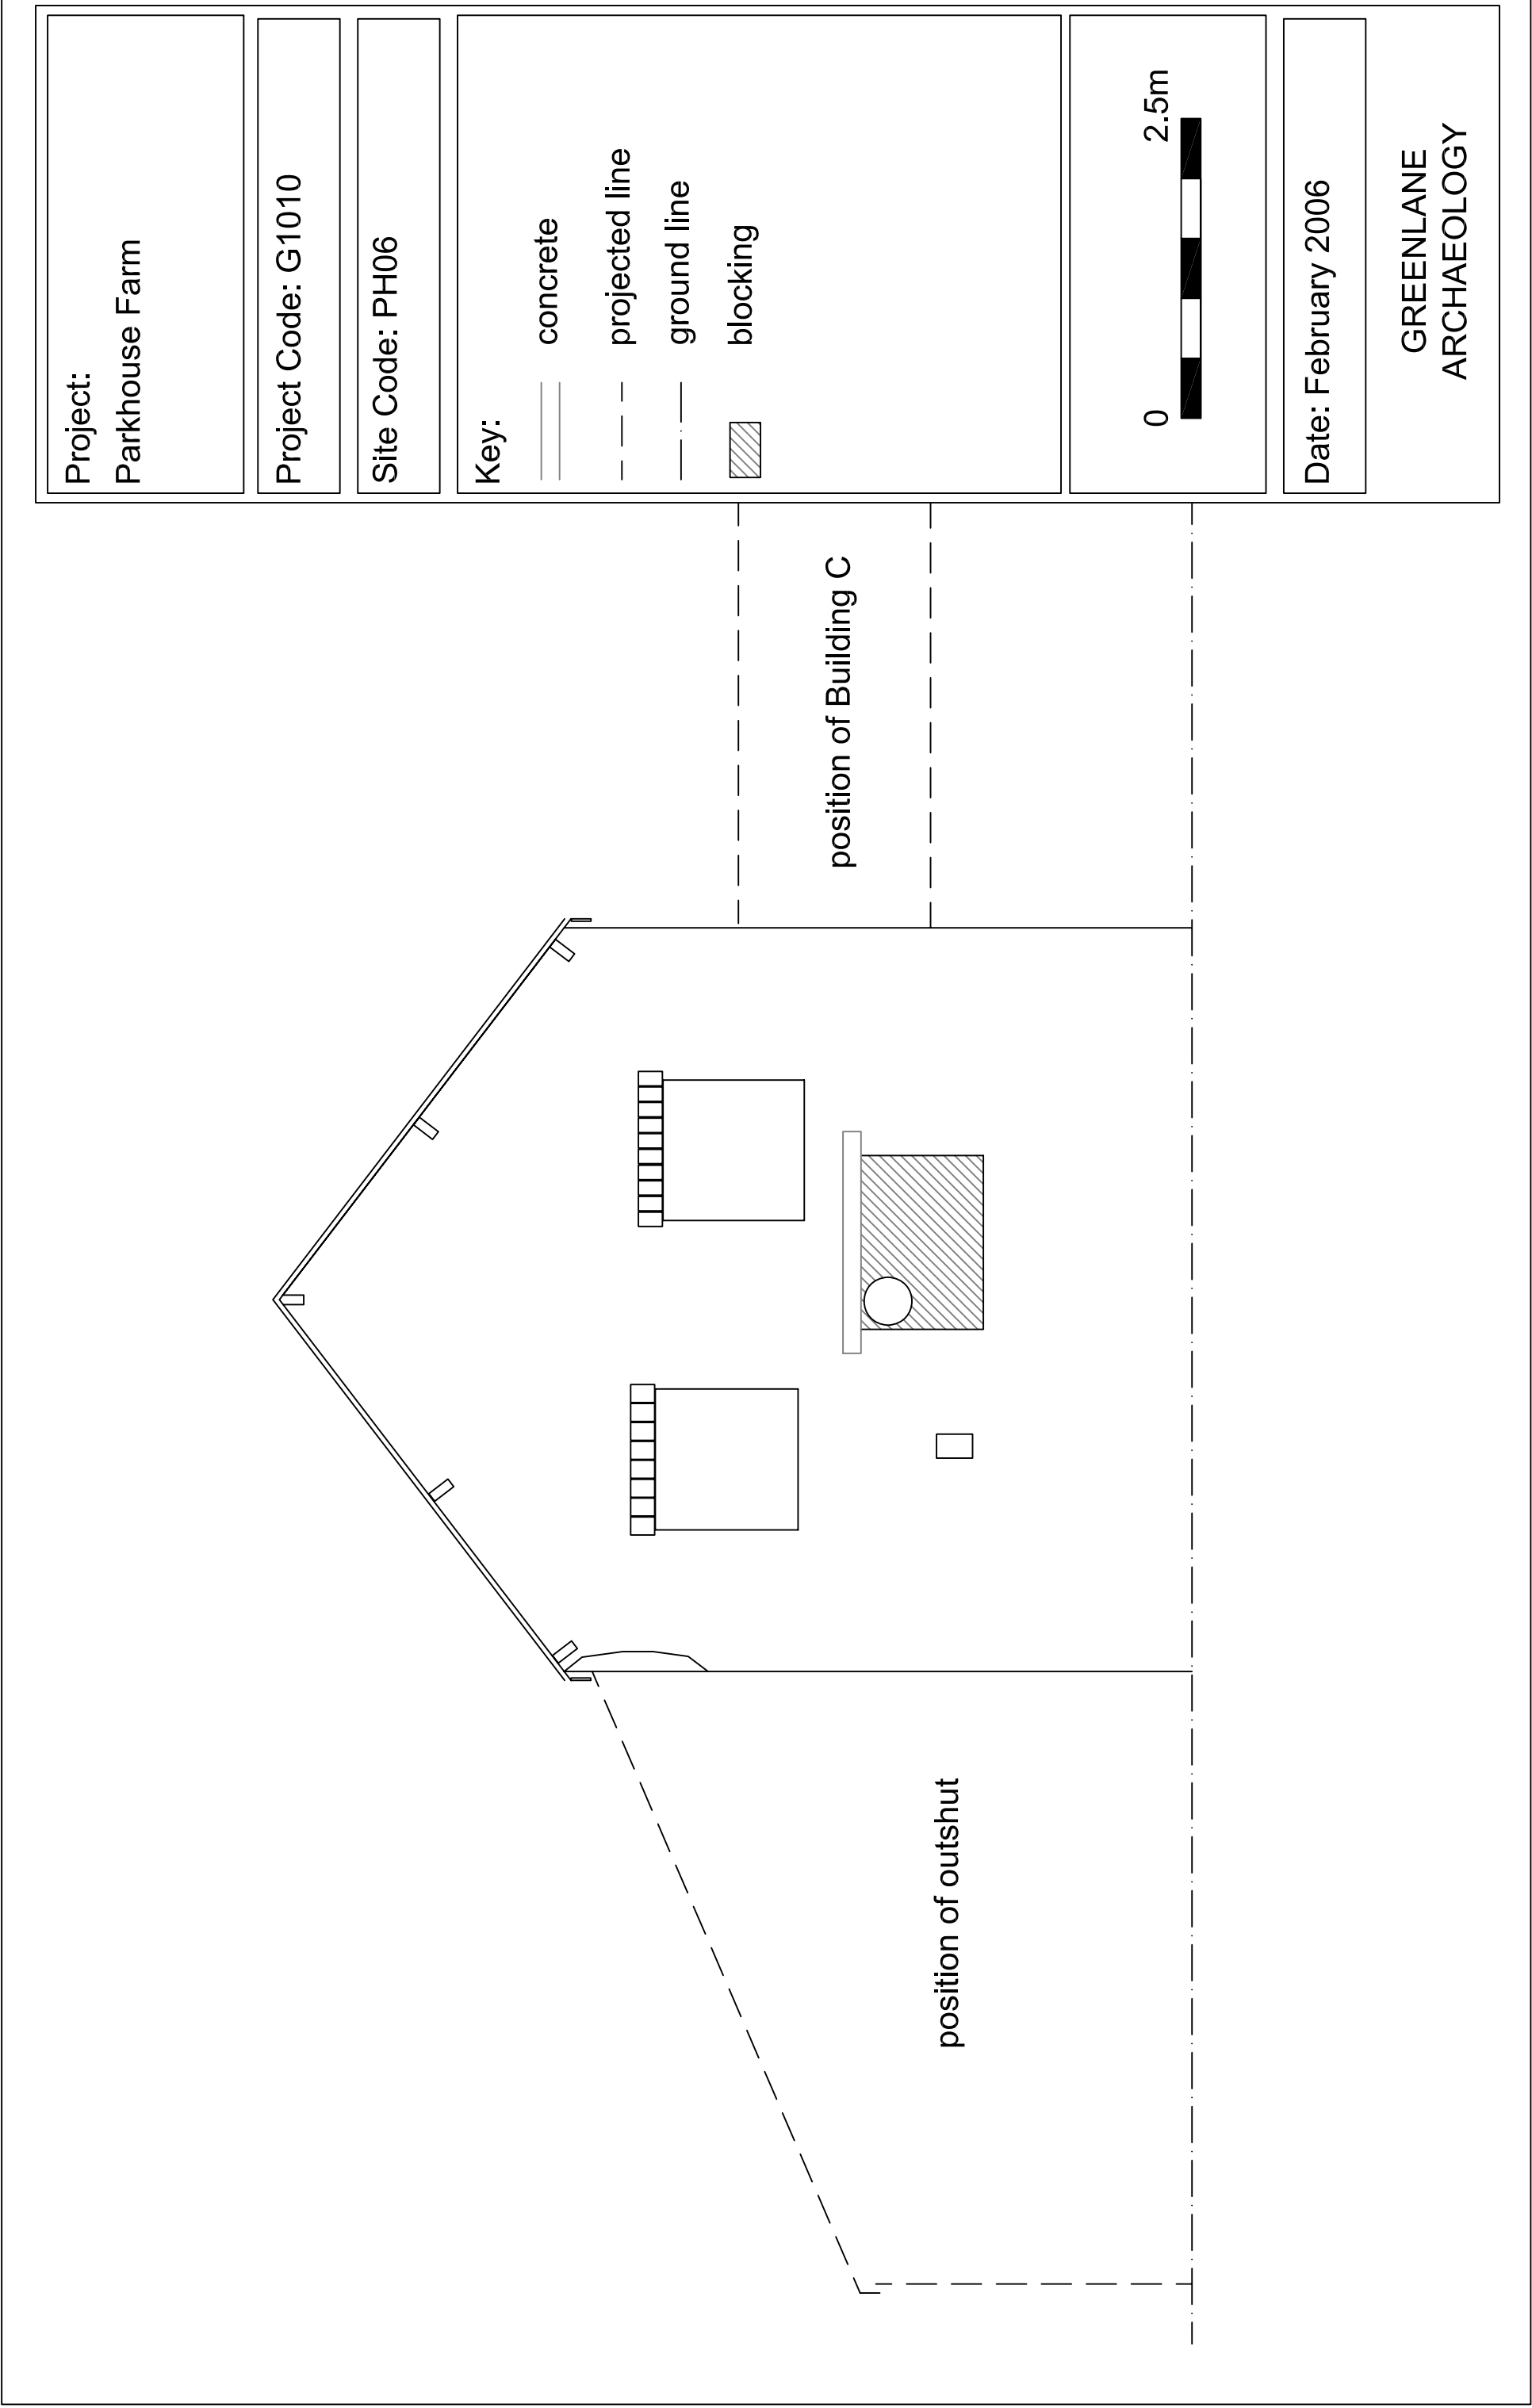 Project:
Parkhouse Farm
Project Code: G1010
Site Code: PH06
Key:
concrete
projected line
ground line
blocking
0
2.5m
Date: February 2006
GREENLANE
ARCHAEOLOGY
position of Building C
position of outshut